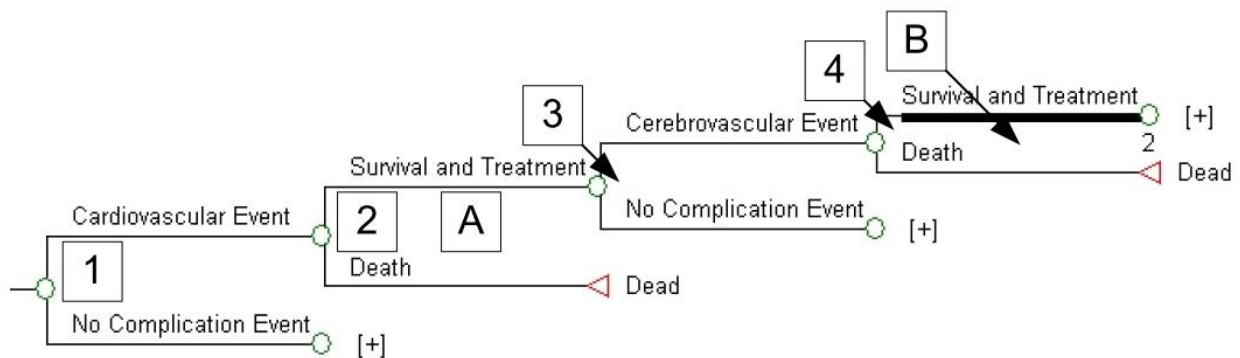 B
4
Survival and Treatment
[+]
3
Cerebrovascular Event
2
Death
Survival and Treatment
Dead
Cardiovascular Event
2
A
No Complication Event
[+]
1
Death
Dead
No Complication Event
[+]